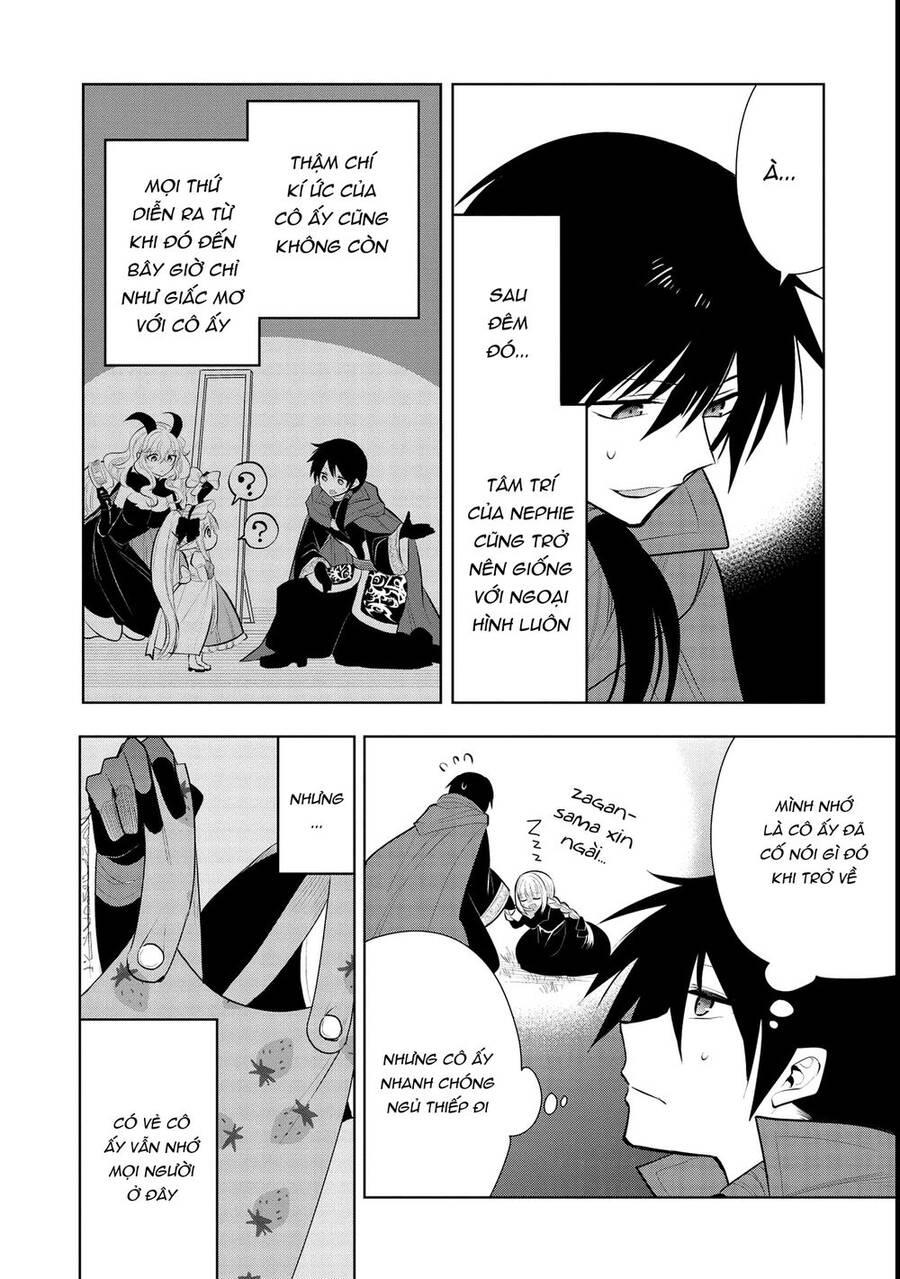 À...
SAU
ĐÊM
ĐÓ...
TÂM TRÍ
CỦA NEPHIE
CŨNG TRỞ
NÊN GIỐNG
VỚI NGOẠI
HÌNH LUÔN
THẬM CHÍ
KÍ ỨC CỦA
CÔ ẤY CŨNG
KHÔNG CÒN
MỌI THỨ
DIỄN RA TỪ
KHI ĐÓ ĐẾN
BÂY GIỜ CHỈ
NHƯ GIẤC MƠ
VỚI CÔ ẤY
?
?
MÌNH NHỚ
LÀ CÔ ẤY ĐÃ
CỐ NÓI GÌ ĐÓ
KHI TRỞ VỀ
ZAGAN-
SAMA XIN
NGÀI...
Z
Z
Z
NHƯNG CÔ ẤY
NHANH CHÓNG
NGỦ THIẾP ĐI
NHƯNG
...
CÓ VẺ CÔ
ẤY VẪN NHỚ
MỌI NGƯỜI
Ở ĐÂY